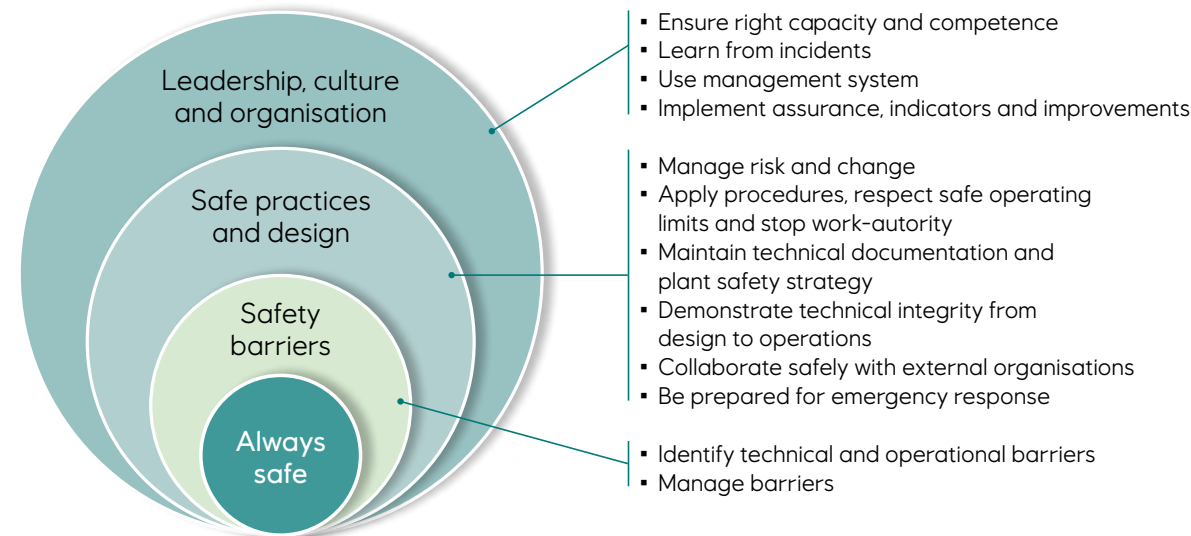 Leadership, culture
and organisation
Safe practices
and design
Safety
barriers
Always
safe
▪ Ensure right capacity and competence
▪ Learn from incidents
▪ Use management system
▪ Implement assurance, indicators and improvements
▪ Manage risk and change
▪ Apply procedures, respect safe operating
limits and stop work-autority
▪ Maintain technical documentation and
plant safety strategy
▪ Demonstrate technical integrity from
design to operations
▪ Collaborate safely with external organisations
▪ Be prepared for emergency response
▪ Identify technical and operational barriers
▪ Manage barriers